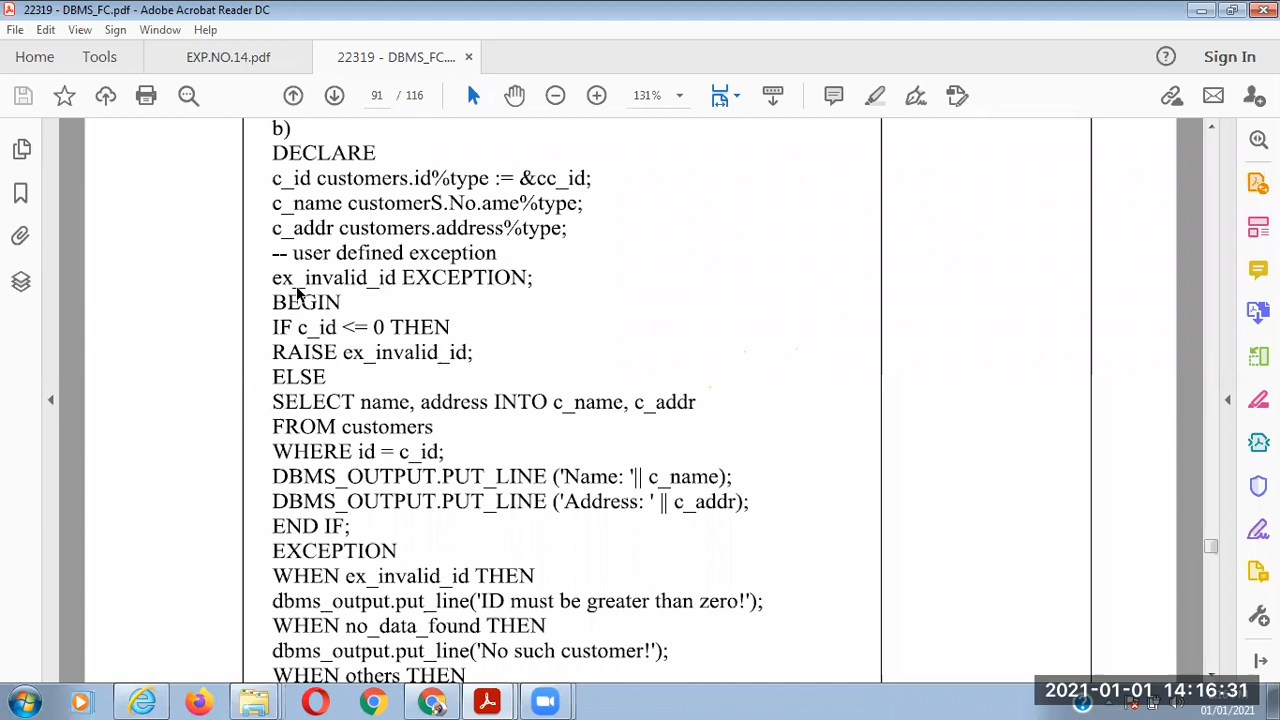 22319 - DBMS_FC.pdf - Adobe Acrobat Reader DC
File Edit View Sign Window Help
Home Tools EXP.NO.14.pdf 22319 - DBMS_FC.... × Sign In
91 / 116 131%
b)
DECLARE
c_id customers.id%type := &cc_id;
c_name customerS.No.ame%type;
c_addr customers.address%type;
-- user defined exception
ex_invalid_id EXCEPTION;
BEGIN
IF c_id <= 0 THEN
RAISE ex_invalid_id;
ELSE
SELECT name, address INTO c_name, c_addr
FROM customers
WHERE id = c_id;
DBMS_OUTPUT.PUT_LINE ('Name: '|| c_name);
DBMS_OUTPUT.PUT_LINE ('Address: ' || c_addr);
END IF;
EXCEPTION
WHEN ex_invalid_id THEN
dbms_output.put_line('ID must be greater than zero!');
WHEN no_data_found THEN
dbms_output.put_line('No such customer!');
WHEN others THEN
2021-01-01 14:16:31
01/01/2021